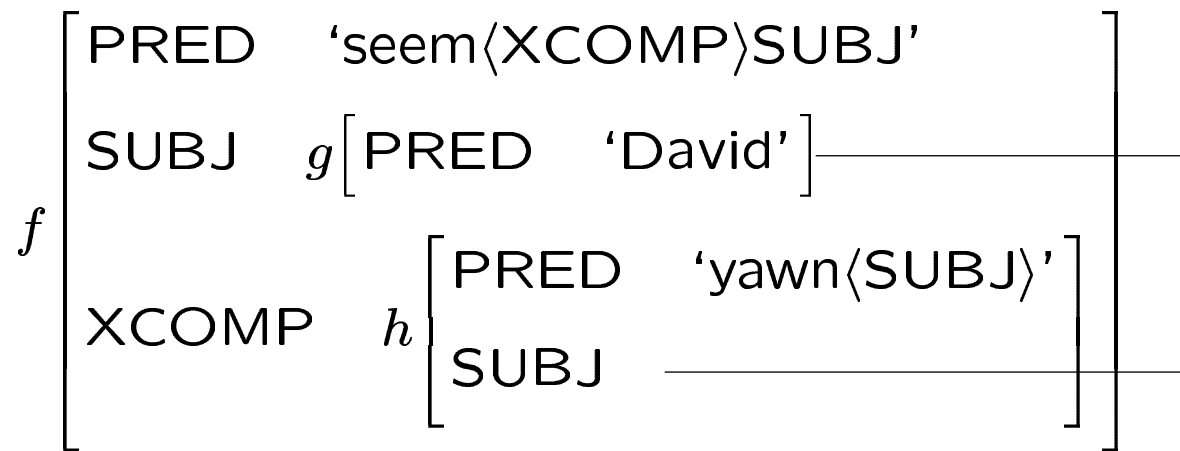 PRED ‘seem⟨XCOMP⟩SUBJ’
SUBJ g[PRED ‘David’]
f
PRED ‘yawn⟨SUBJ⟩’
XCOMP h
SUBJ